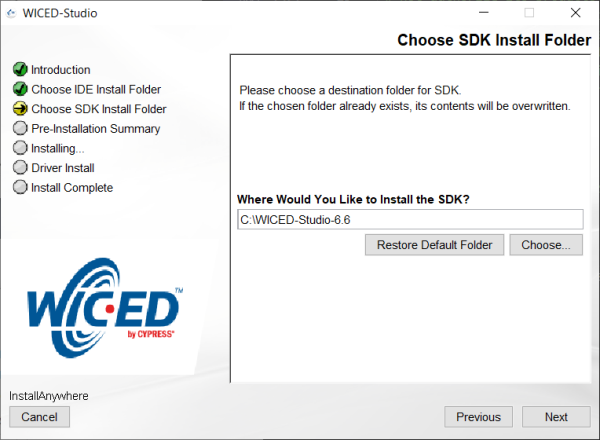 WICED-Studio
Choose SDK Install Folder
Introduction
Choose IDE Install Folder
Choose SDK Install Folder
Pre-Installation Summary
Installing...
Driver Install
Install Complete
Please choose a destination folder for SDK.
If the chosen folder already exists, its contents will be overwritten.
Where Would You Like to Install the SDK?
C:\WICED-Studio-6.6
Restore Default Folder
Choose...
WICED™
by CYPRESS®
InstallAnywhere
Cancel
Previous
Next